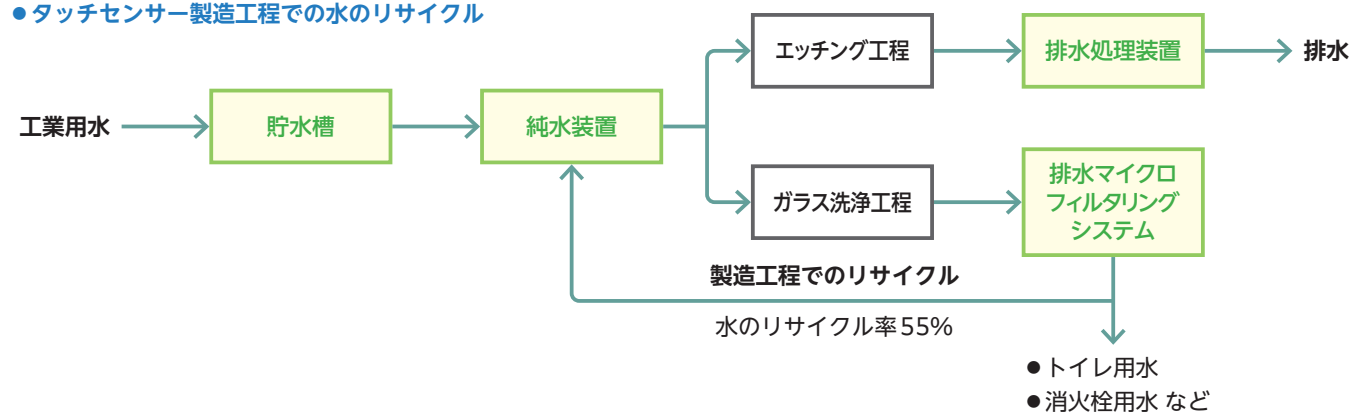 ●タッチセンサー製造工程での水のリサイクル
工業用水
貯水槽
純水装置
エッチング工程
排水処理装置
排水
ガラス洗浄工程
排水マイクロ
フィルタリング
システム
製造工程でのリサイクル
水のリサイクル率55%
●トイレ用水
●消火栓用水 など